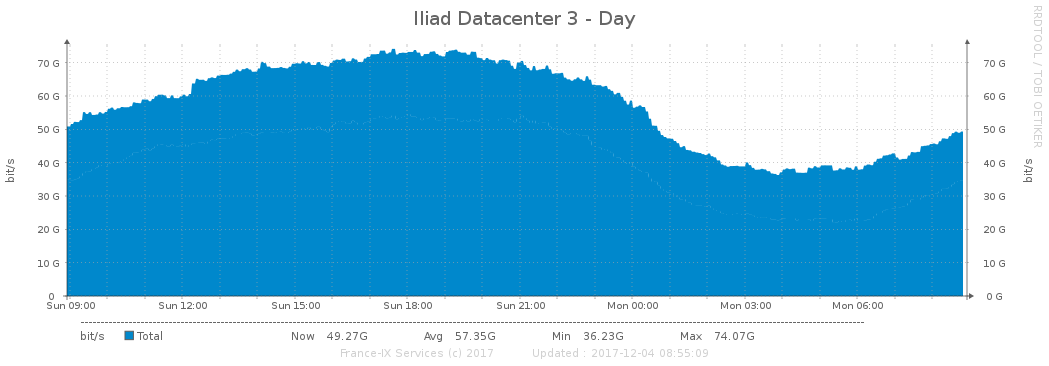 Iliad Datacenter 3 - Day
RRDTOOL / TOBI OETIKER
bit/s
bit/s
70 G
70 G
60 G
60 G
50 G
50 G
40 G
40 G
30 G
30 G
20 G
20 G
10 G
10 G
0
0 G
Sun 09:00 Sun 12:00 Sun 15:00 Sun 18:00 Sun 21:00 Mon 00:00 Mon 03:00 Mon 06:00
bit/s Total Now 49.27G Avg 57.35G Min 36.23G Max 74.07G
France-IX Services (c) 2017 Updated : 2017-12-04 08:55:09